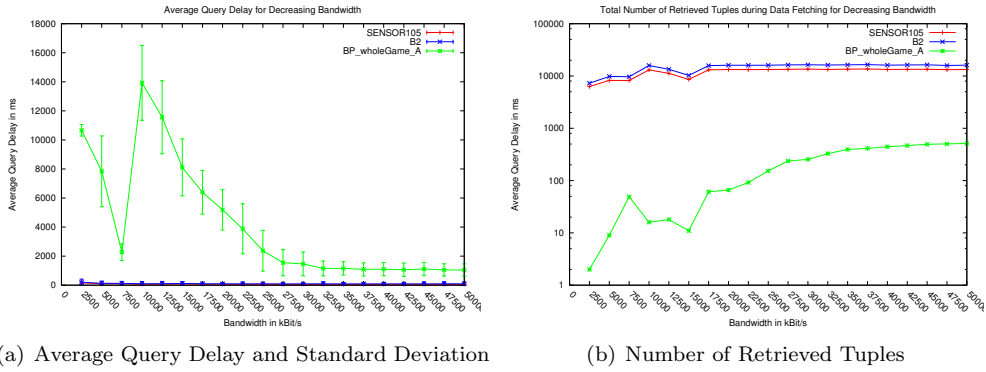 Average Query Delay for Decreasing Bandwidth
SENSOR105
B2
BP_wholeGame_A
18000
16000
14000
12000
10000
8000
6000
4000
2000
0
Average Query Delay in ms
0 2500 5000 7500 10000 12500 15000 17500 20000 22500 25000 27500 30000 32500 35000 37500 40000 42500 45000 47500 50000
Bandwidth in kBit/s
(a) Average Query Delay and Standard Deviation
Total Number of Retrieved Tuples during Data Fetching for Decreasing Bandwidth
SENSOR105
B2
BP_wholeGame_A
100000
10000
1000
100
10
1
Average Query Delay in ms
0 2500 5000 7500 10000 12500 15000 17500 20000 22500 25000 27500 30000 32500 35000 37500 40000 42500 45000 47500 50000
Bandwidth in kBit/s
(b) Number of Retrieved Tuples